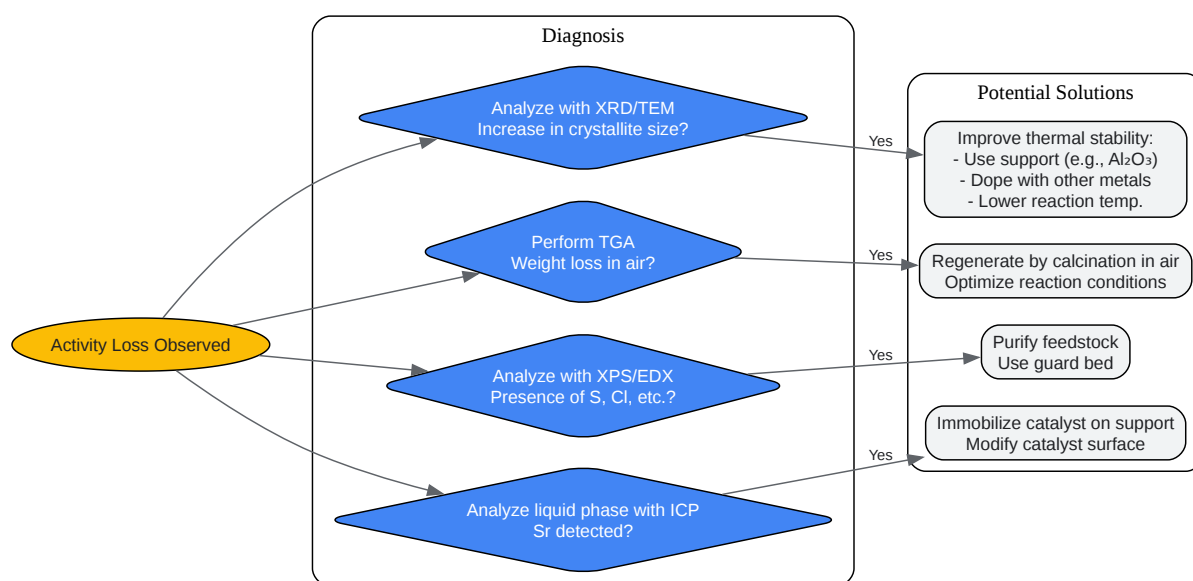 Diagnosis
Analyze with XRD/TEM
Increase in crystallite size?
Perform TGA
Weight loss in air?
Activity Loss Observed
Analyze with XPS/EDX
Presence of S, Cl, etc.?
Analyze liquid phase with ICP
Sr detected?
Yes
Yes
Yes
Yes
Potential Solutions
Improve thermal stability:
- Use support (e.g., Al₂O₃)
- Dope with other metals
- Lower reaction temp.
Regenerate by calcination in air
Optimize reaction conditions
Purify feedstock
Use guard bed
Immobilize catalyst on support
Modify catalyst surface